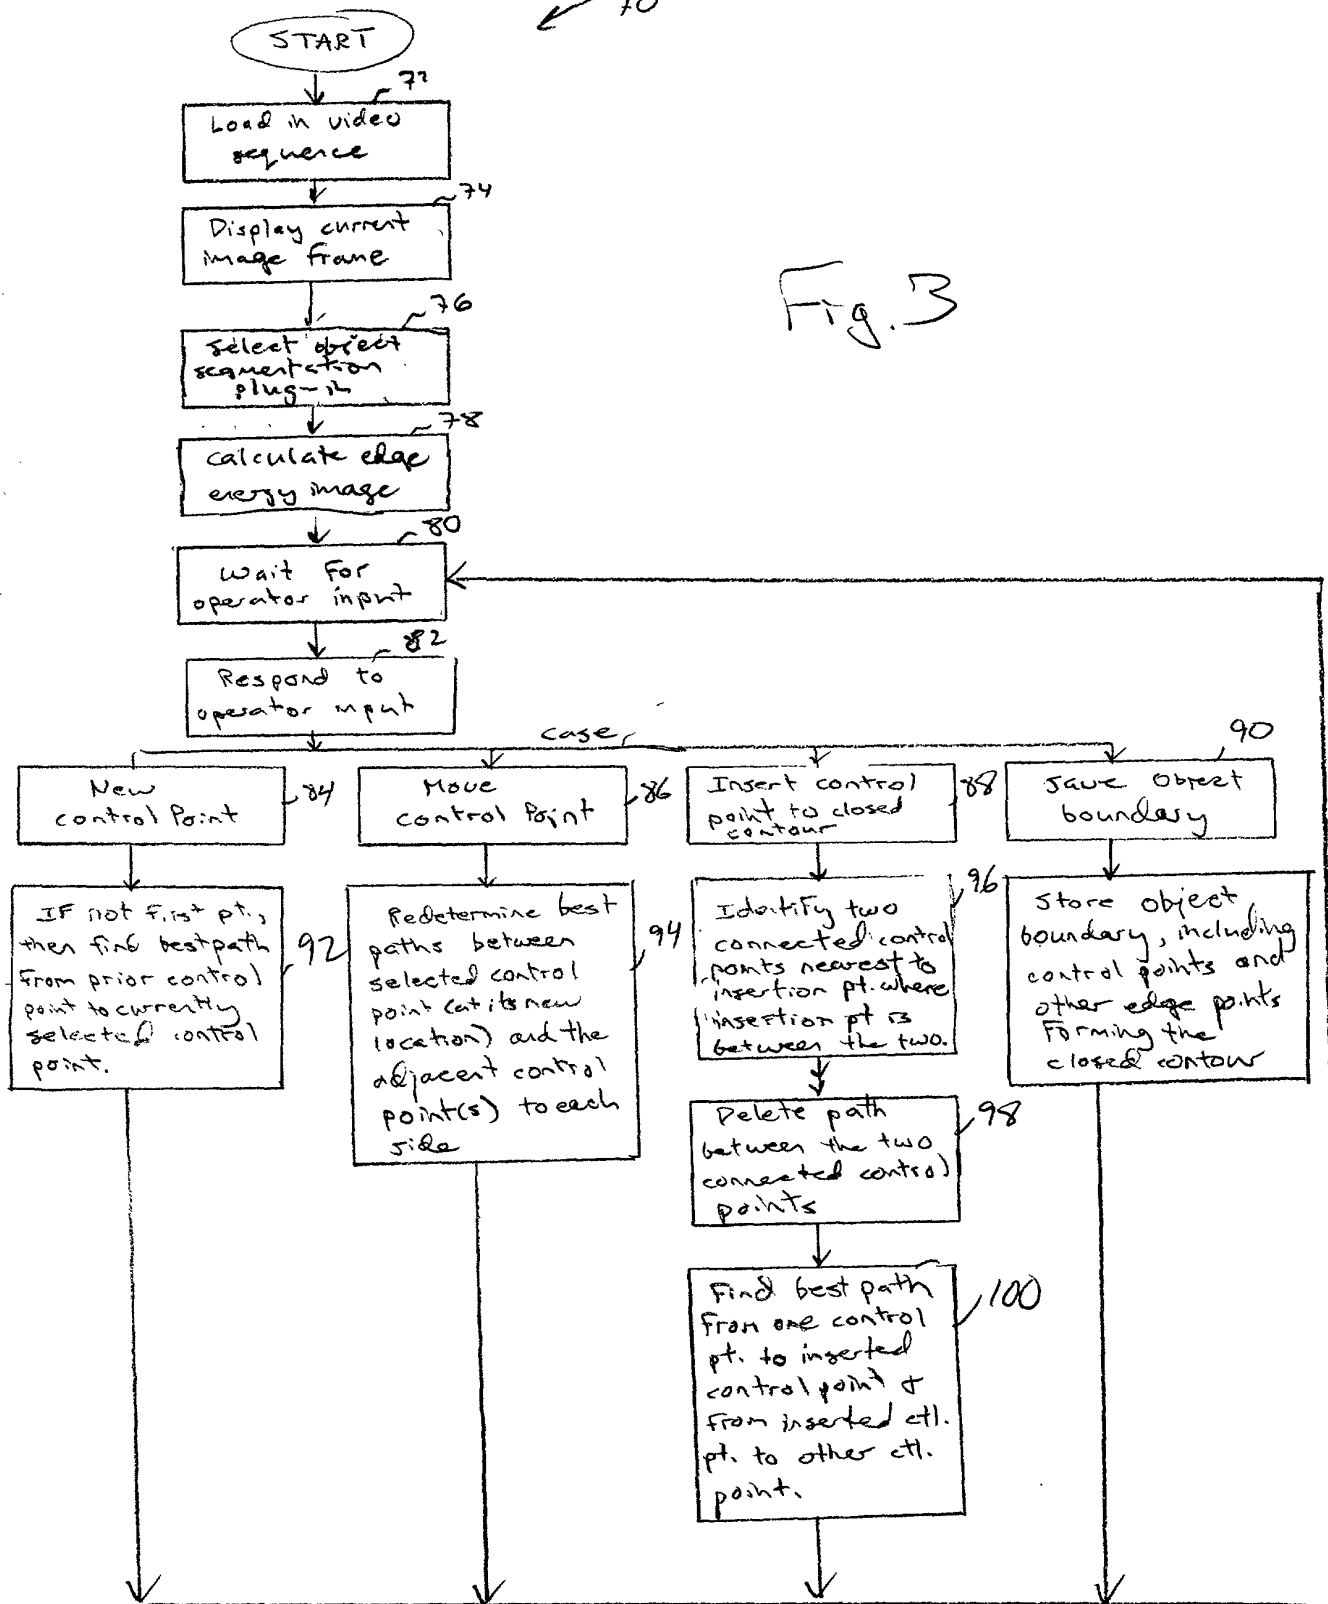 70
START
72
Load in video
sequence
74
Display current
image frame
Fig. 3
76
Select object
segmentation
plug-in
78
Calculate edge
energy image
80
Wait For
operator input
82
Respond to
operator input
case
90
New
control Point
84
Move
control Point
86
Insert control
point to closed
contour
88
Save Object
boundary
IF not first pt.,
then find best path
from prior control
point to currently
selected control
point.
92
Redetermine best
paths between
selected control
point (at its new
location) and the
adjacent control
point(s) to each
side
94
Identify two
connected control
points nearest to
insertion pt. where
insertion pt is
between the two.
96
Store object
boundary, including
control points and
other edge points
Forming the
closed contour
Delete path
between the two
connected control
points
98
Find best path
from one control
pt. to inserted
control point &
from inserted ctl.
pt. to other ctl.
point.
100